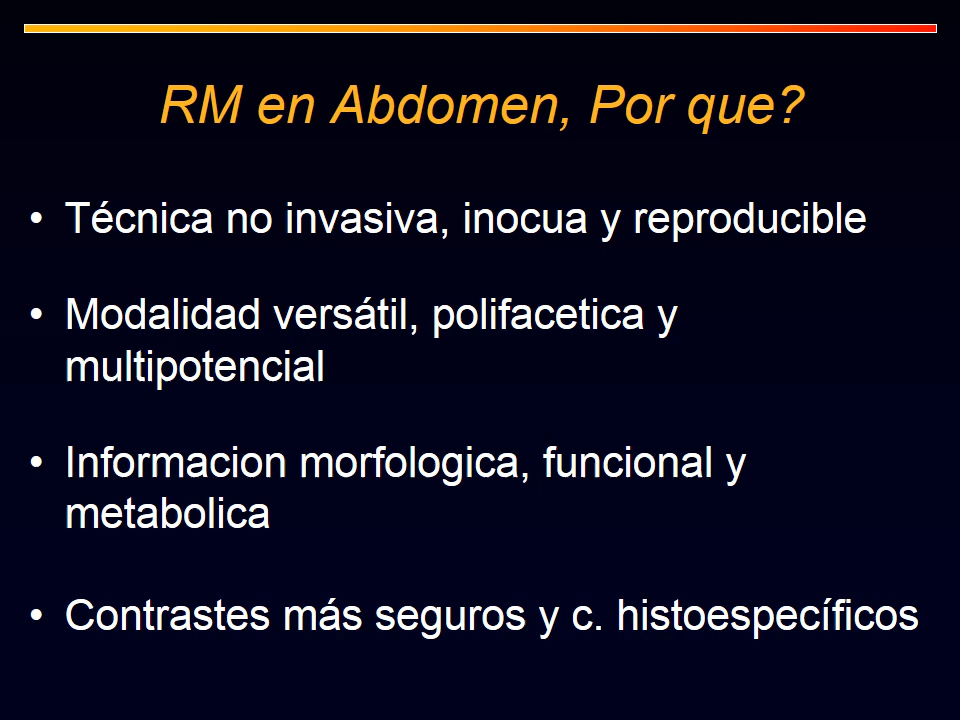 RM en Abdomen, Por que?
• Técnica no invasiva, inocua y reproducible
• Modalidad versátil, polifacetica y
multipotencial
• Informacion morfologica, funcional y
metabolica
• Contrastes más seguros y c. histoespecíficos